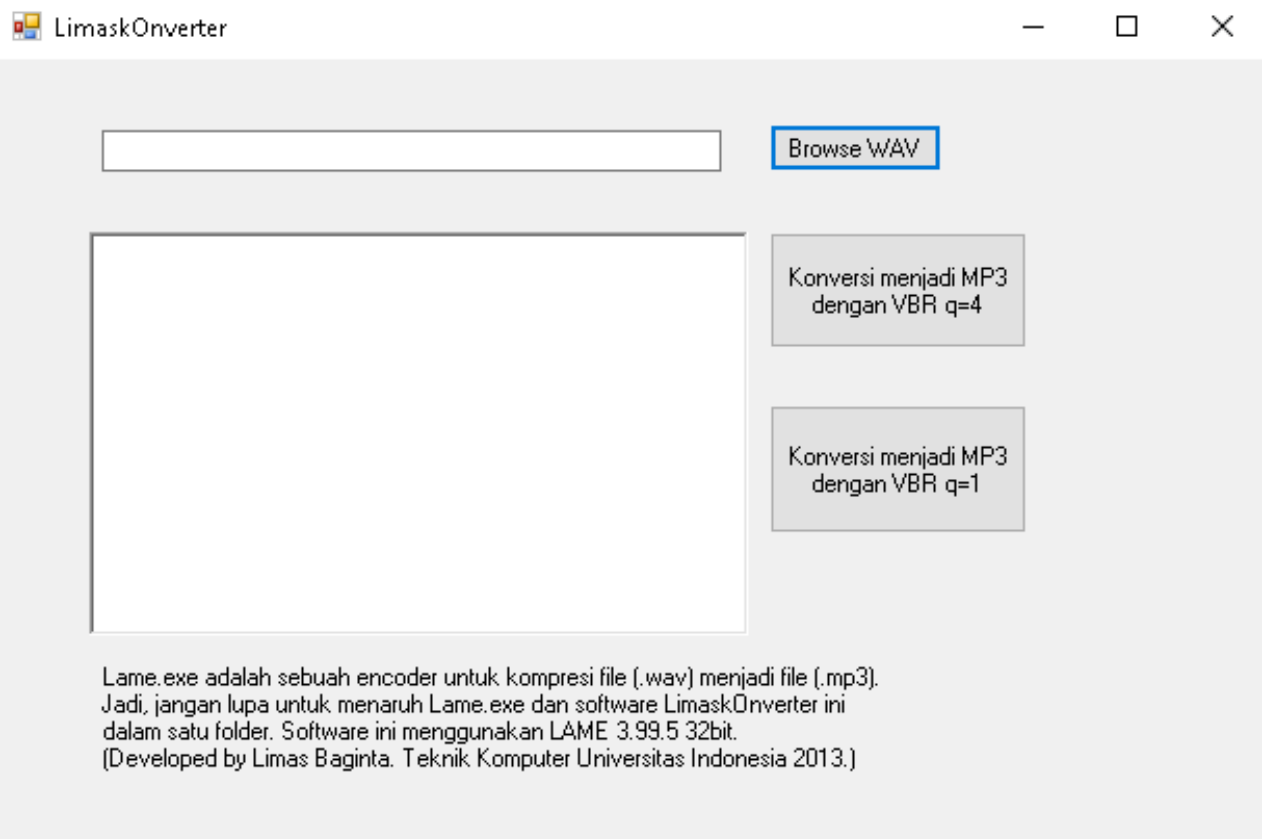 LimaskOnverter
Browse WAV
Konversi menjadi MP3
dengan VBR q=4
Konversi menjadi MP3
dengan VBR q=1
Lame.exe adalah sebuah encoder untuk kompresi file (.wav) menjadi file (.mp3).
Jadi, jangan lupa untuk menaruh Lame.exe dan software LimaskOnverter ini
dalam satu folder. Software ini menggunakan LAME 3.99.5 32bit.
(Developed by Limas Baginta. Teknik Komputer Universitas Indonesia 2013.)